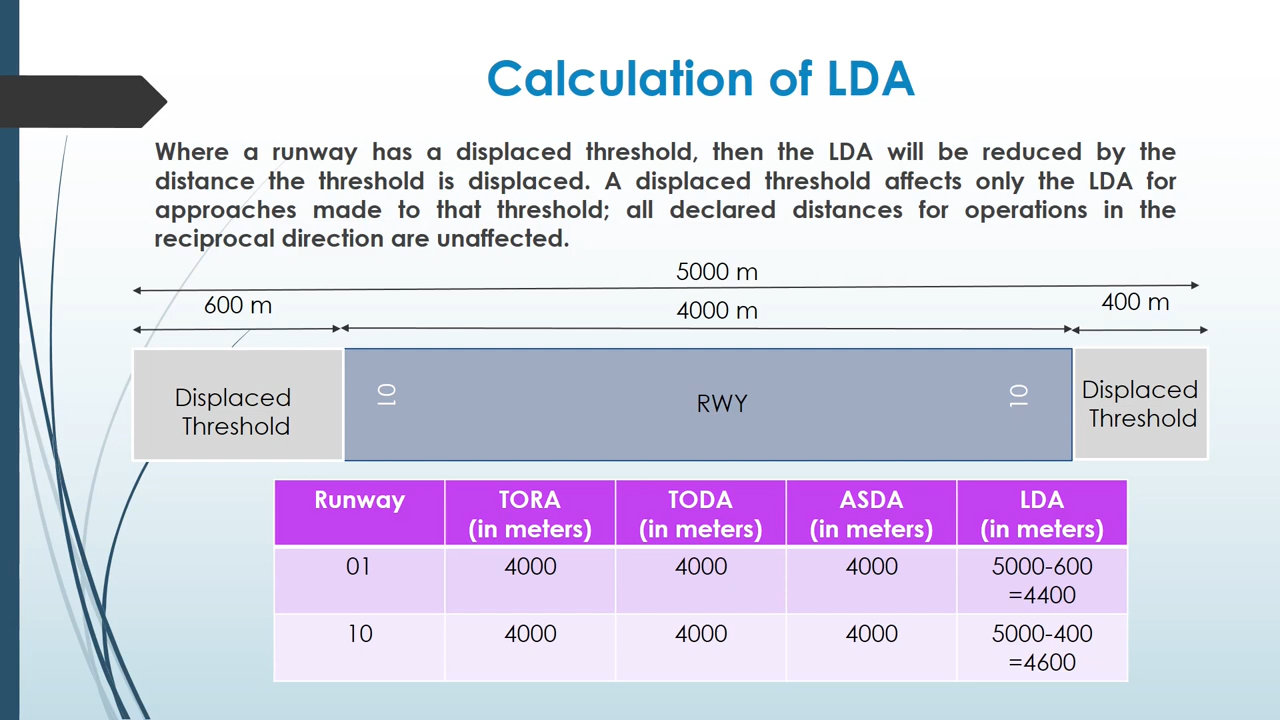 Calculation of LDA
Where a runway has a displaced threshold, then the LDA will be reduced by the
distance the threshold is displaced. A displaced threshold affects only the LDA for
approaches made to that threshold; all declared distances for operations in the
reciprocal direction are unaffected.
5000 m
600 m
4000 m
400 m
Displaced
Threshold
01
RWY
10
Displaced
Threshold
Runway TORA (in meters) TODA (in meters) ASDA (in meters) LDA (in meters)
01 4000 4000 4000 5000-600 =4400
10 4000 4000 4000 5000-400 =4600